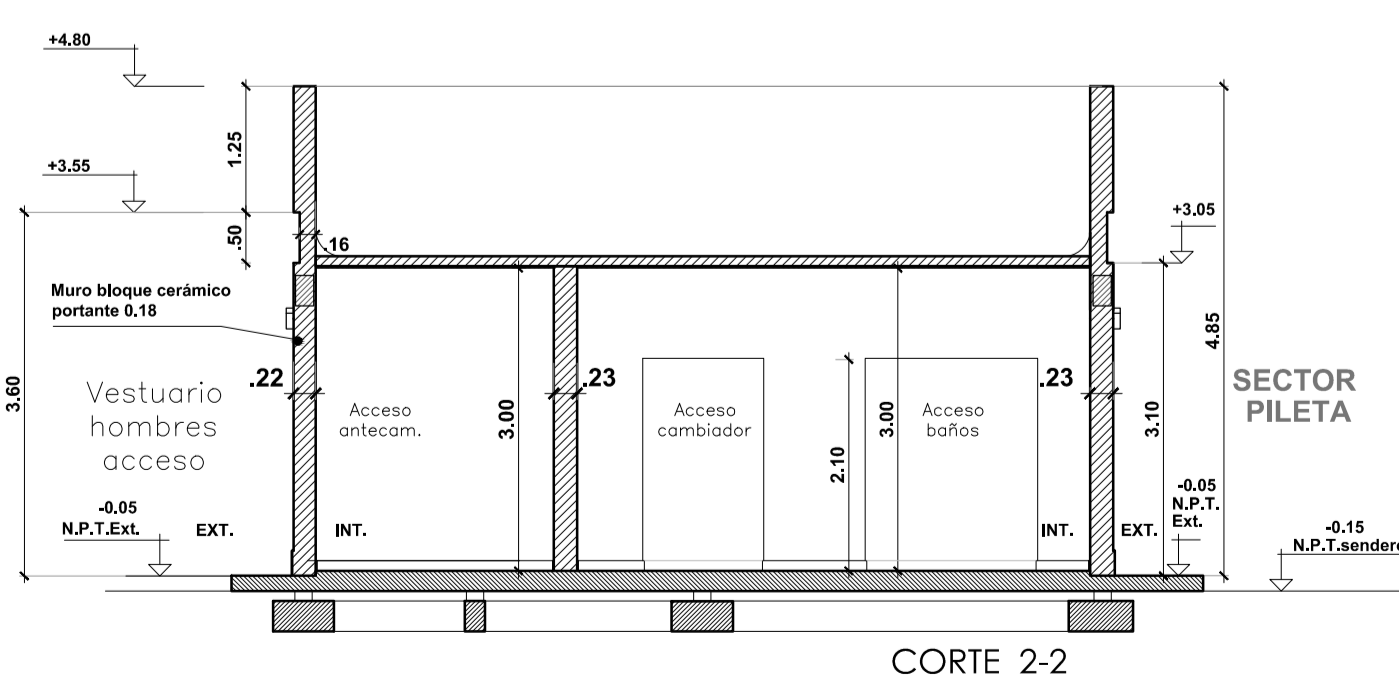 +4.80
1.25
+3.55
.50
.16
+3.05
Muro bloque cerámico
portante 0.18
3.60
4.85
.22
.23
.23
SECTOR
PILETA
Vestuario
hombres
acceso
Acceso
antecam.
3.00
Acceso
cambiador
2.10
3.00
Acceso
baños
3.10
-0.05
N.P.T.Ext.
EXT.
INT.
INT.
EXT.
-0.05
N.P.T.
Ext.
-0.15
N.P.T.sendero
CORTE 2-2